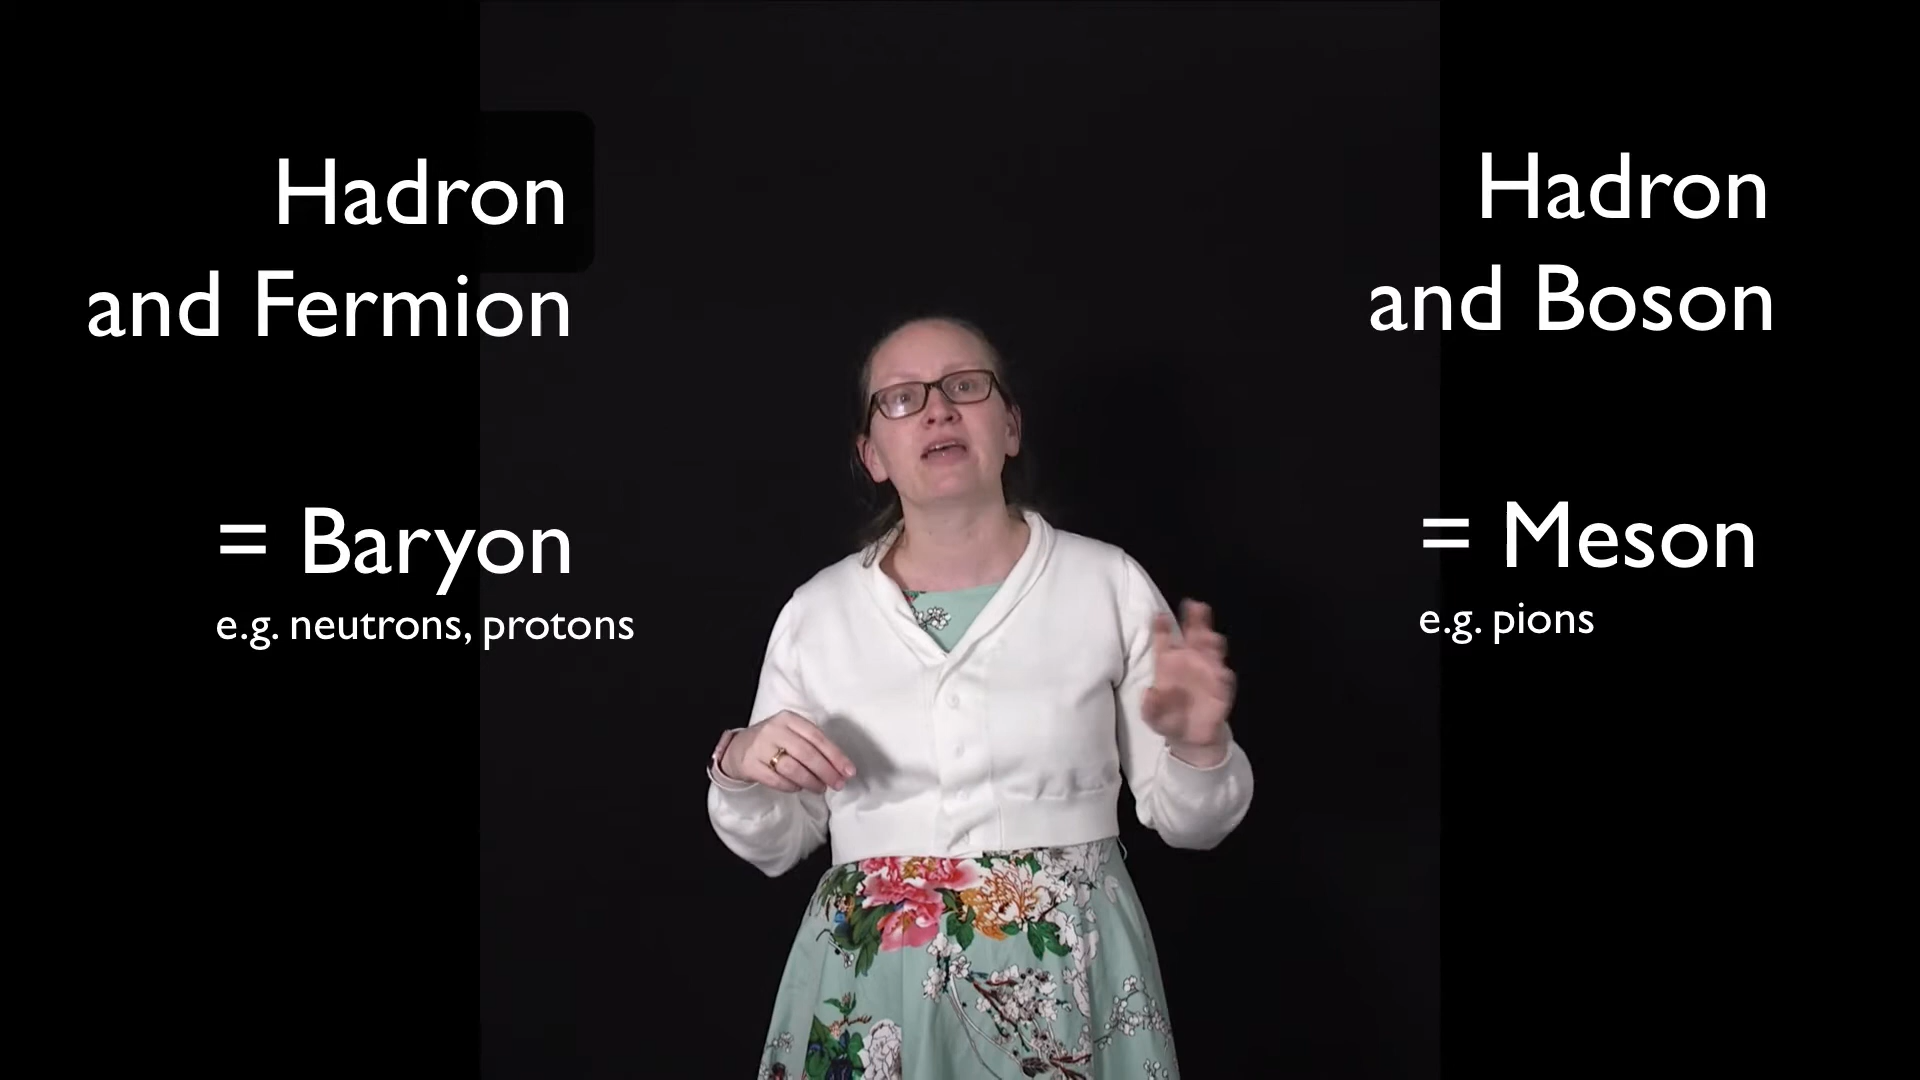 Hadron
and Fermion
= Baryon
e.g. neutrons, protons
Hadron
and Boson
= Meson
e.g. pions